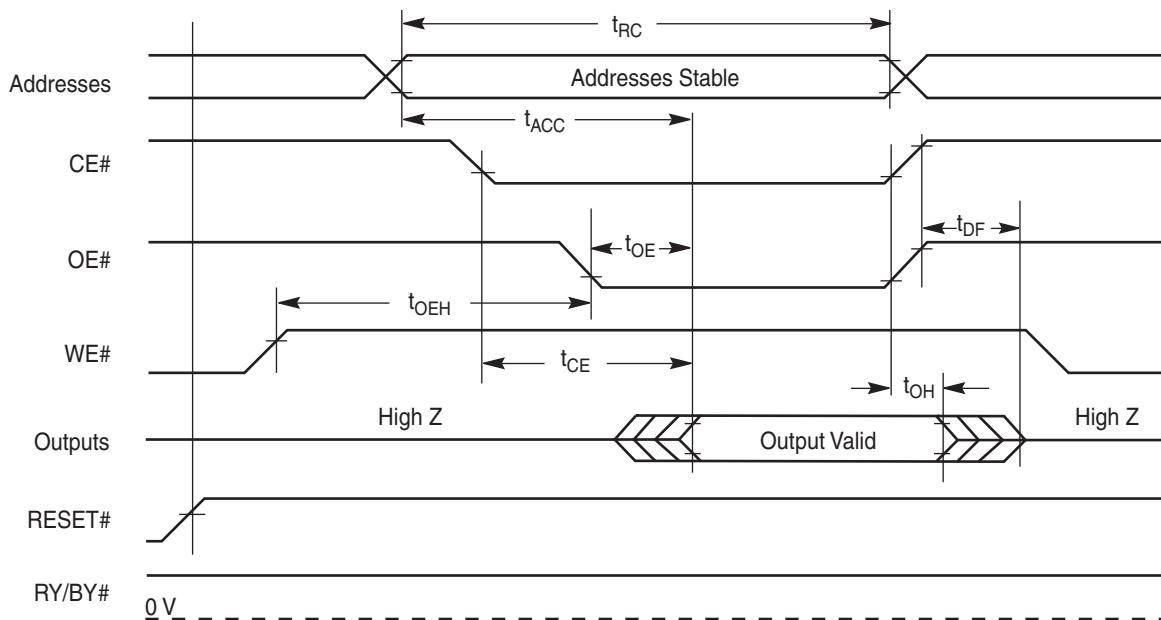 tRC
Addresses
Addresses Stable
tACC
CE#
tDF
tOE
OE#
tOEH
WE#
tCE
tOH
High Z
High Z
Outputs
Output Valid
RESET#
RY/BY#
0 V